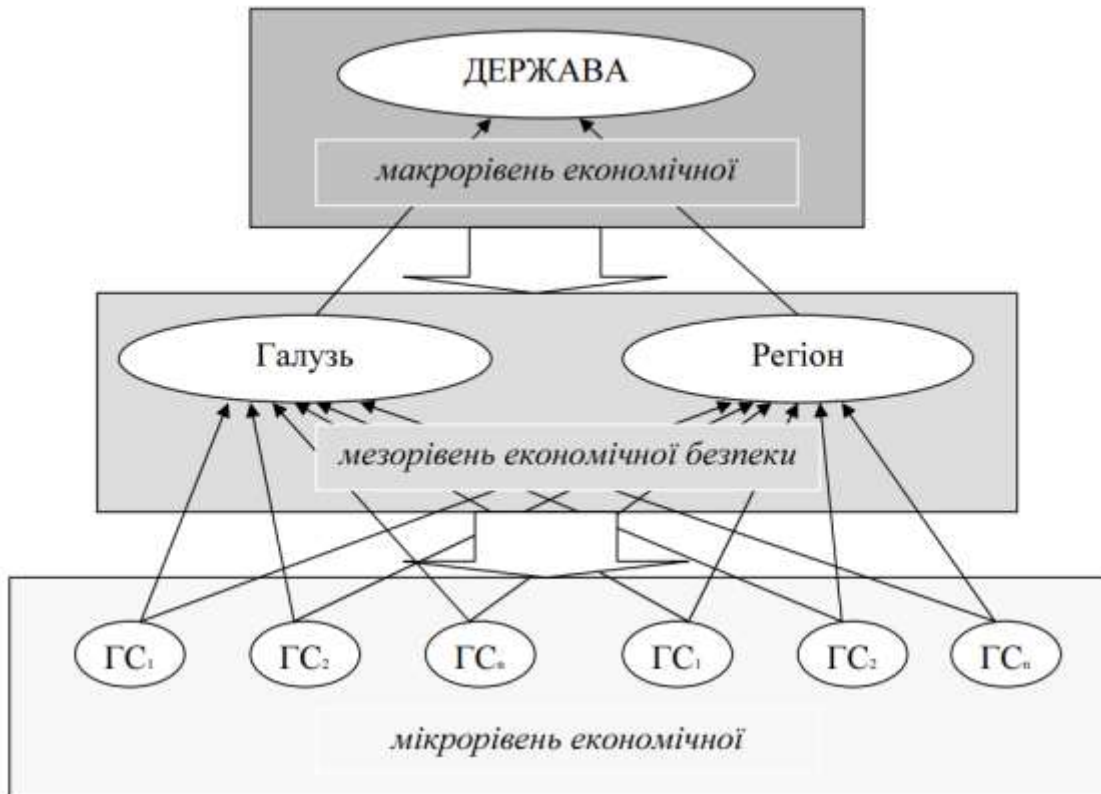 ДЕРЖАВА
макрорівень економічної
Галузь Регіон
мезорівень економічної безпеки
ГС₁ ГС₂ ГСₙ ГС₁ ГС₂ ГСₙ
мікрорівень економічної